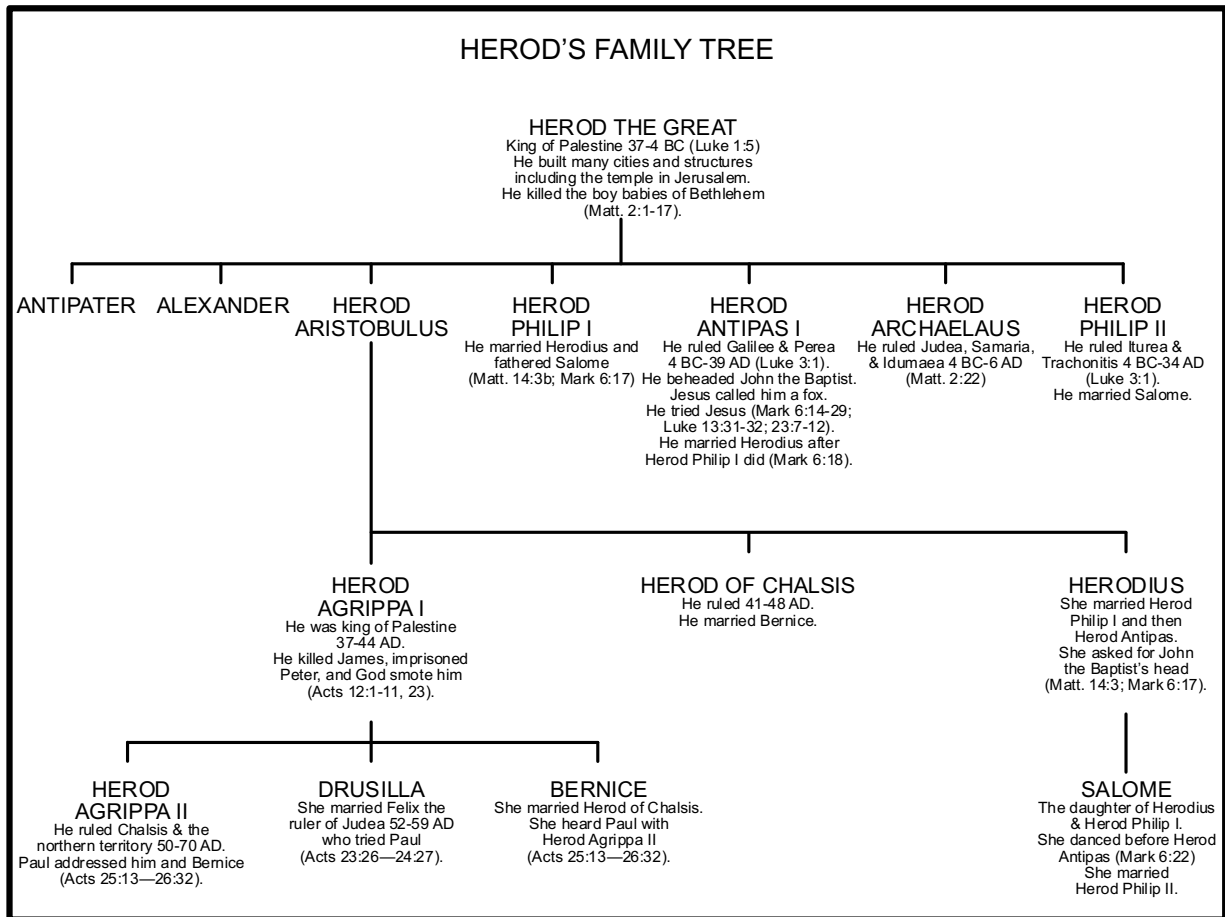 HEROD’S FAMILY TREE
HEROD THE GREAT
King of Palestine 37-4 BC (Luke 1:5)
He built many cities and structures
including the temple in Jerusalem.
He killed the boy babies of Bethlehem
(Matt. 2:1-17).
ANTIPATER
ALEXANDER
HEROD
ARISTOBULUS
HEROD
PHILIP I
He married Herodius and
fathered Salome
(Matt. 14:3b; Mark 6:17)
HEROD
ANTIPAS I
He ruled Galilee & Perea
4 BC-39 AD (Luke 3:1).
He beheaded John the Baptist.
Jesus called him a fox.
He tried Jesus (Mark 6:14-29;
Luke 13:31-32; 23:7-12).
He married Herodius after
Herod Philip I did (Mark 6:18).
HEROD
ARCHAELAUS
He ruled Judea, Samaria,
& Idumaea 4 BC-6 AD
(Matt. 2:22)
HEROD
PHILIP II
He ruled Iturea &
Trachonitis 4 BC-34 AD
(Luke 3:1).
He married Salome.
HEROD
AGRIPPA I
He was king of Palestine
37-44 AD.
He killed James, imprisoned
Peter, and God smote him
(Acts 12:1-11, 23).
HEROD OF CHALSIS
He ruled 41-48 AD.
He married Bernice.
HERODIUS
She married Herod
Philip I and then
Herod Antipas.
She asked for John
the Baptist’s head
(Matt. 14:3; Mark 6:17).
HEROD
AGRIPPA II
He ruled Chalsis & the
northern territory 50-70 AD.
Paul addressed him and Bernice
(Acts 25:13—26:32).
DRUSILLA
She married Felix the
ruler of Judea 52-59 AD
who tried Paul
(Acts 23:26—24:27).
BERNICE
She married Herod of Chalsis.
She heard Paul with
Herod Agrippa II
(Acts 25:13—26:32).
SALOME
The daughter of Herodius
& Herod Philip I.
She danced before Herod
Antipas (Mark 6:22)
She married
Herod Philip II.